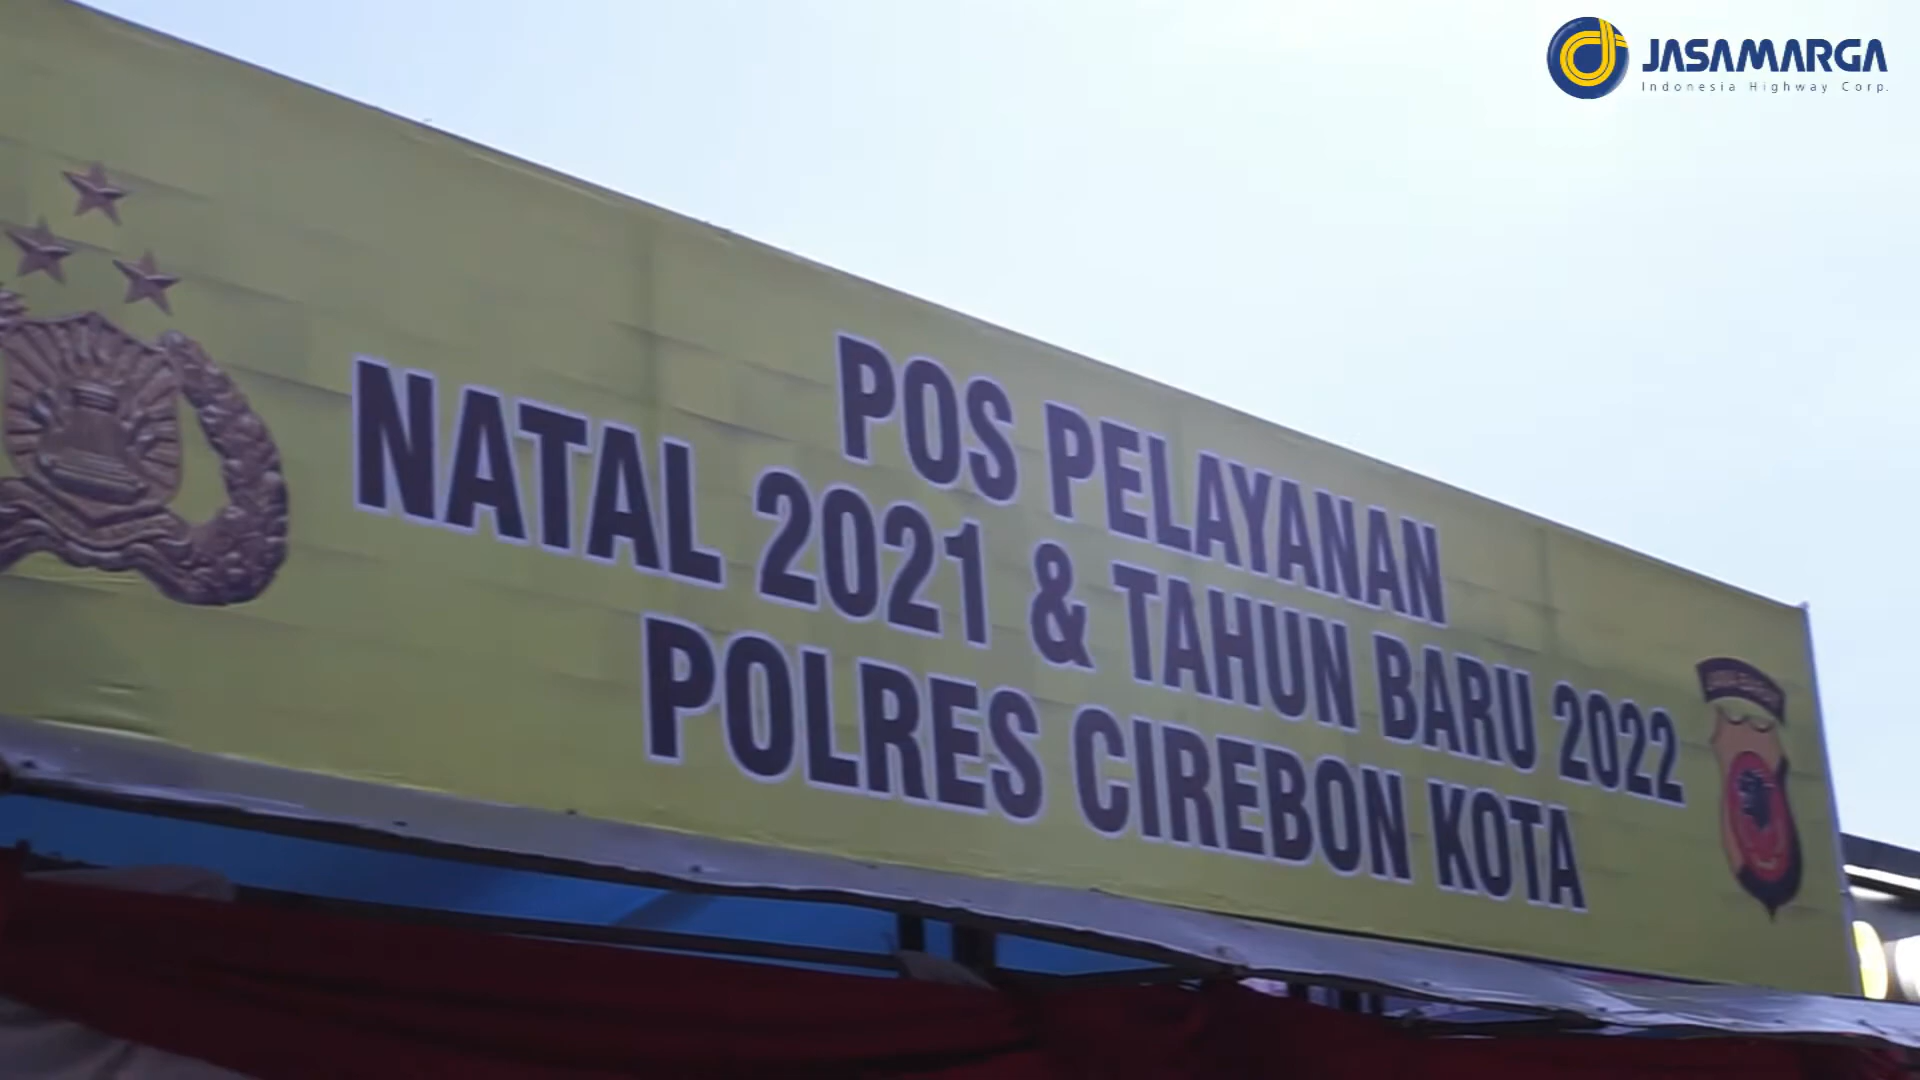 JASAMARGA
Indonesia Highway Corp.
POS PELAYANAN
NATAL 2021 & TAHUN BARU 2022
POLRES CIREBON KOTA